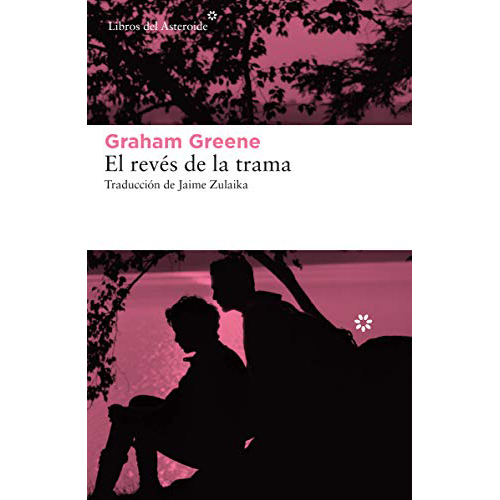 Libros del Asteroide
Graham Greene
El revés de la trama
Traducción de Jaime Zulaika